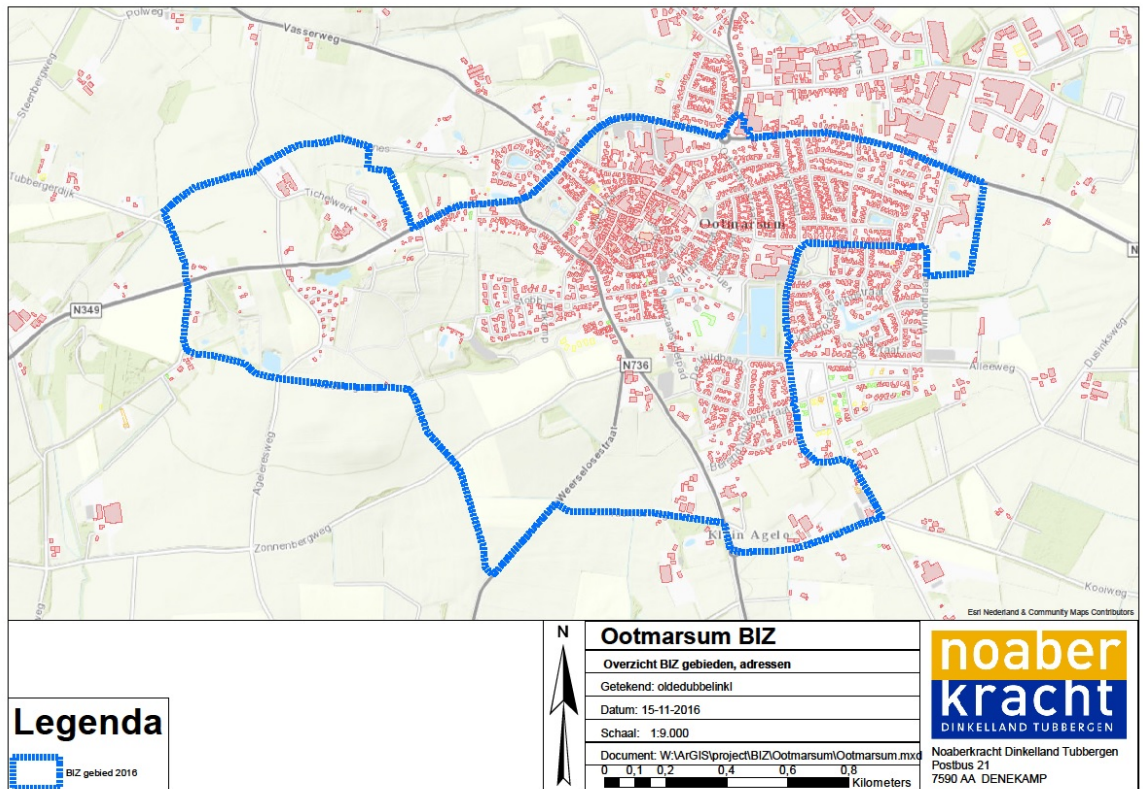 Polweg
Vasserweg
Steenbergweg
Mors
Tubbergerdijk
Tichelwerk
Ootmarsum
N
N349
N736
Wildbaan
Alleeweg
Dusinksweg
Weerselosestraat
Ageleresweg
Zonnenbergweg
Klein Agelo
Kooiweg
Esri Nederland & Community Maps Contributors
N
Ootmarsum BIZ
Overzicht BIZ gebieden, adressen
Getekend: oldedubbelinkl
Datum: 15-11-2016
Schaal: 1:9.000
Document: W:\ArGIS\project\BIZ\Ootmarsum\Ootmarsum.mxd
0 0,1 0,2 0,4 0,6 0,8
Kilometers
noaber
kracht
DINKELLAND TUBBERGEN
Noaberkracht Dinkelland Tubbergen
Postbus 21
7590 AA DENEKAMP
Legenda
BIZ gebied 2016